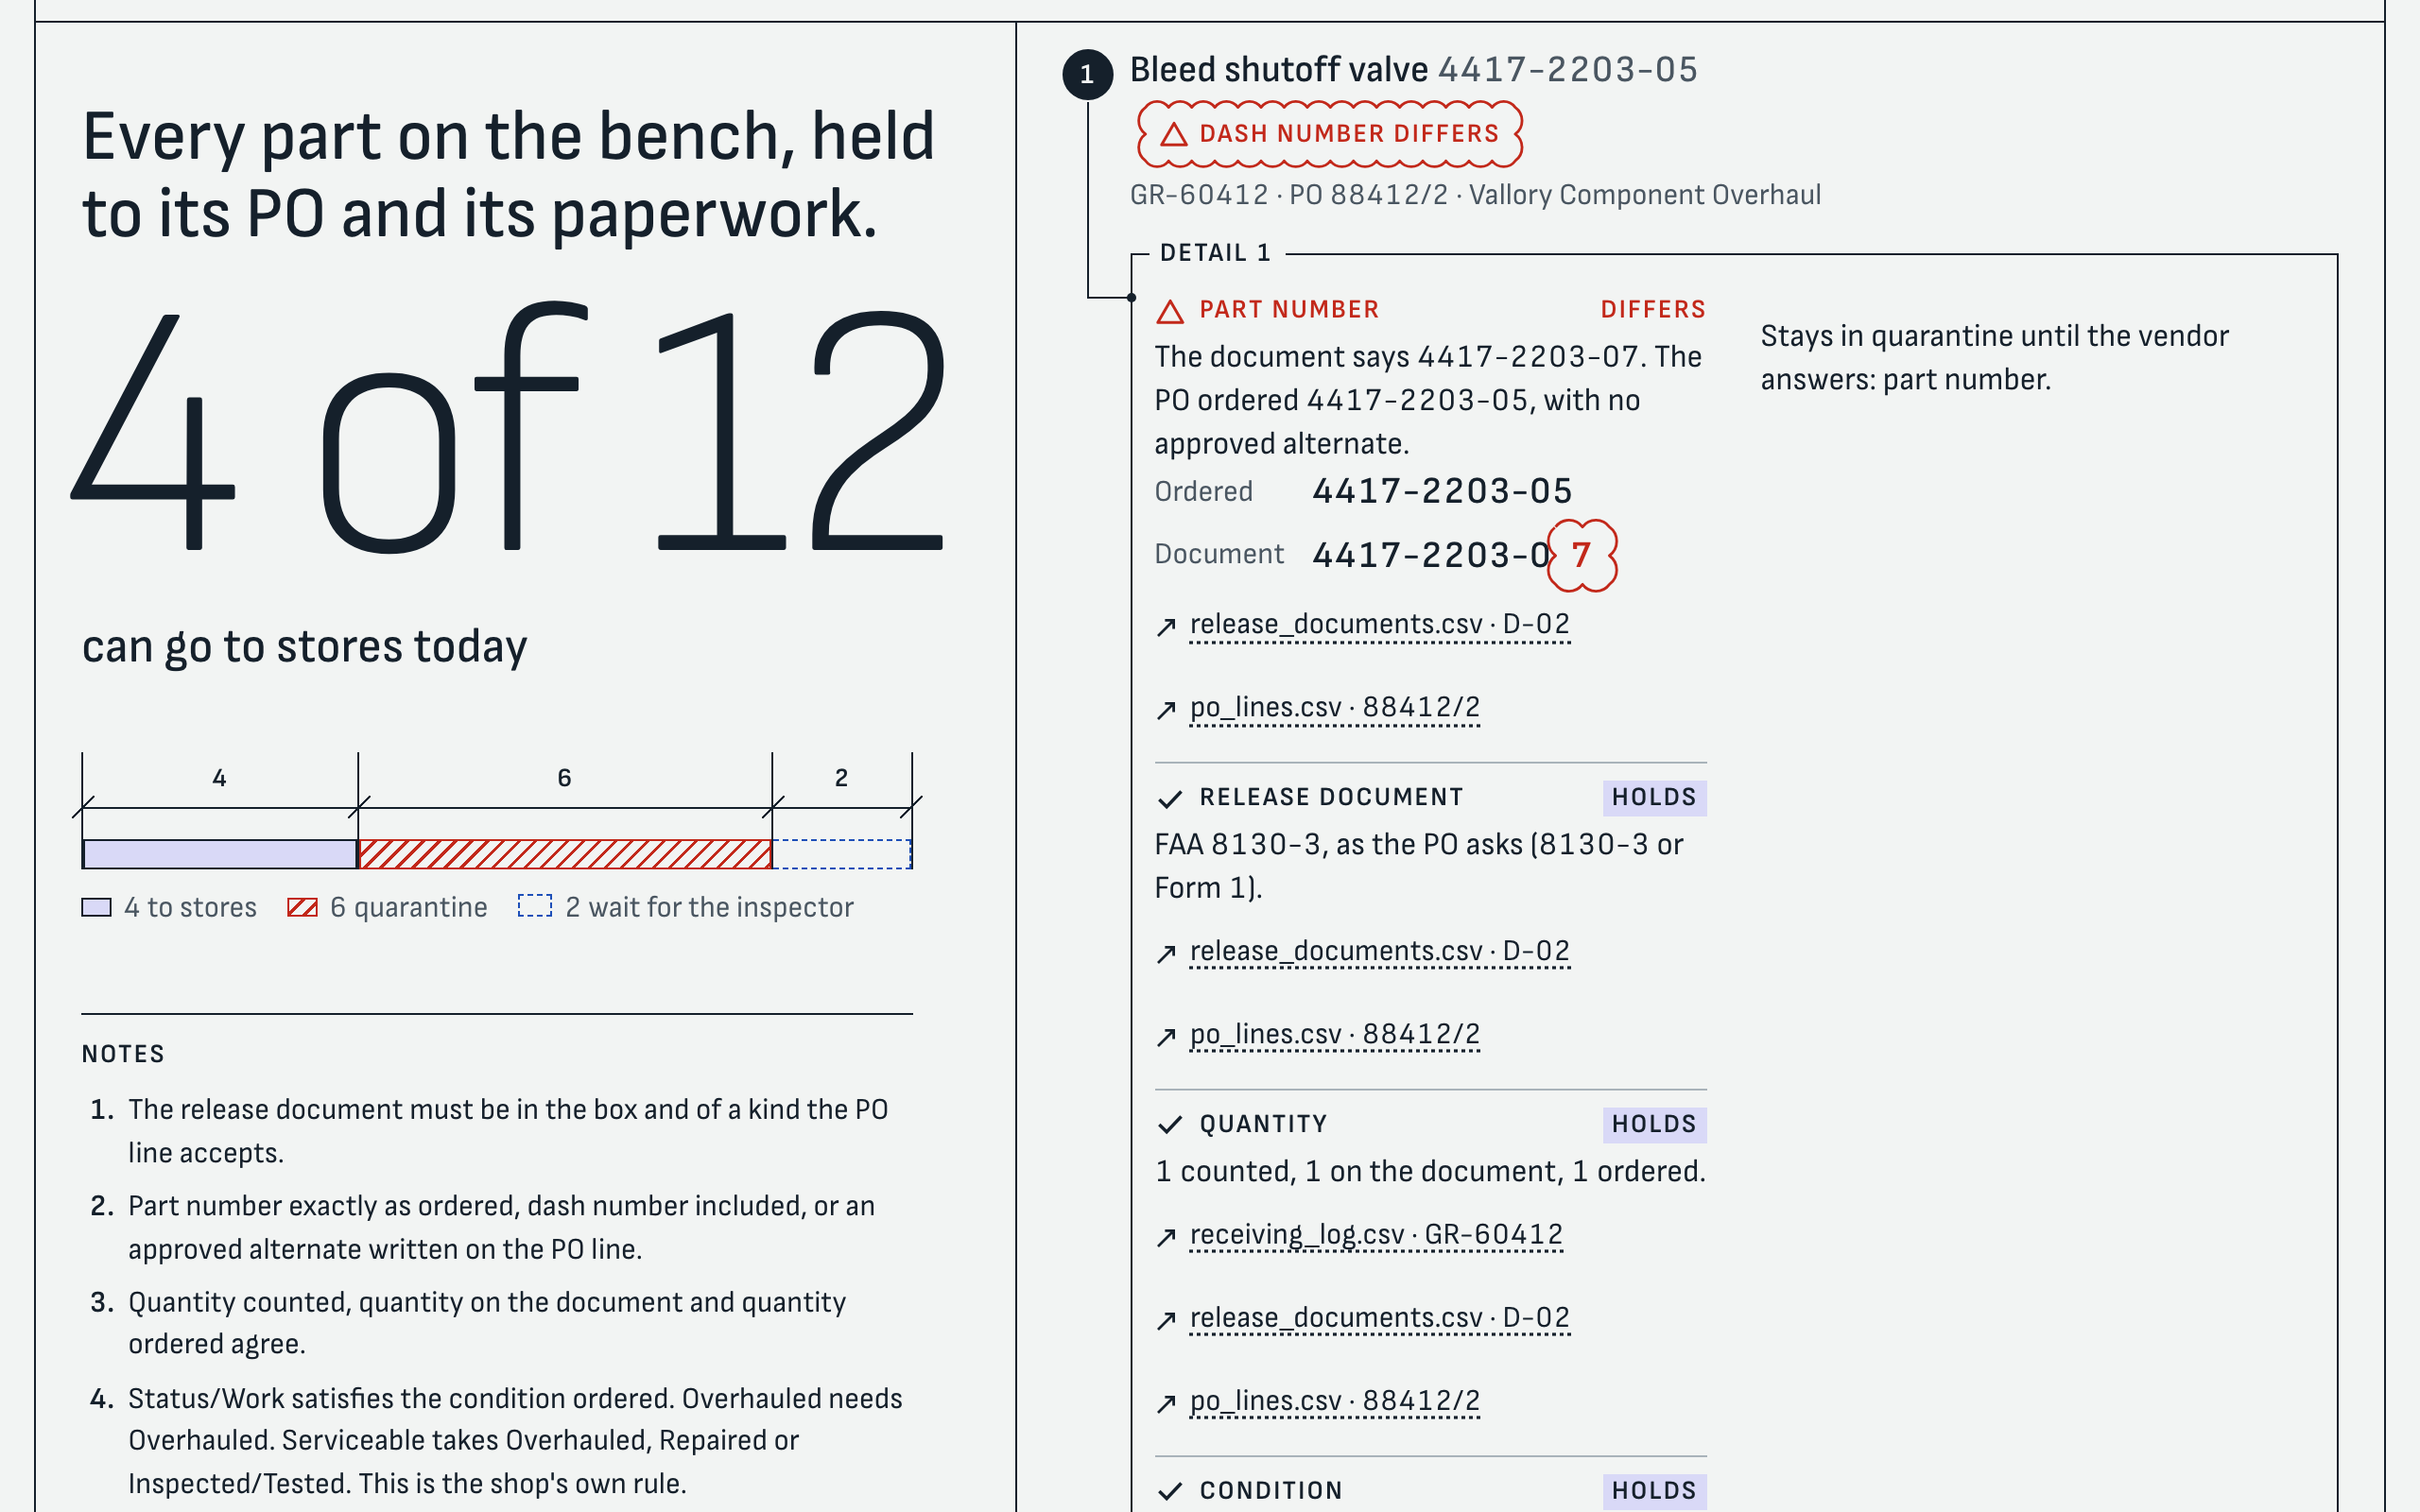 Every part on the bench, held
to its PO and its paperwork.
4 of 12
can go to stores today
4 6 2
4 to stores 6 quarantine 2 wait for the inspector
NOTES
1. The release document must be in the box and of a kind the PO
line accepts.
2. Part number exactly as ordered, dash number included, or an
approved alternate written on the PO line.
3. Quantity counted, quantity on the document and quantity
ordered agree.
4. Status/Work satisfies the condition ordered. Overhauled needs
Overhauled. Serviceable takes Overhauled, Repaired or
Inspected/Tested. This is the shop's own rule.
1 Bleed shutoff valve 4417-2203-05
DASH NUMBER DIFFERS
GR-60412 · PO 88412/2 · Vallory Component Overhaul
DETAIL 1
PART NUMBER DIFFERS
The document says 4417-2203-07. The
PO ordered 4417-2203-05, with no
approved alternate.
Ordered 4417-2203-05
Document 4417-2203-07
↗ release_documents.csv · D-02
↗ po_lines.csv · 88412/2
RELEASE DOCUMENT HOLDS
FAA 8130-3, as the PO asks (8130-3 or
Form 1).
↗ release_documents.csv · D-02
↗ po_lines.csv · 88412/2
QUANTITY HOLDS
1 counted, 1 on the document, 1 ordered.
↗ receiving_log.csv · GR-60412
↗ release_documents.csv · D-02
↗ po_lines.csv · 88412/2
CONDITION HOLDS
Stays in quarantine until the vendor
answers: part number.